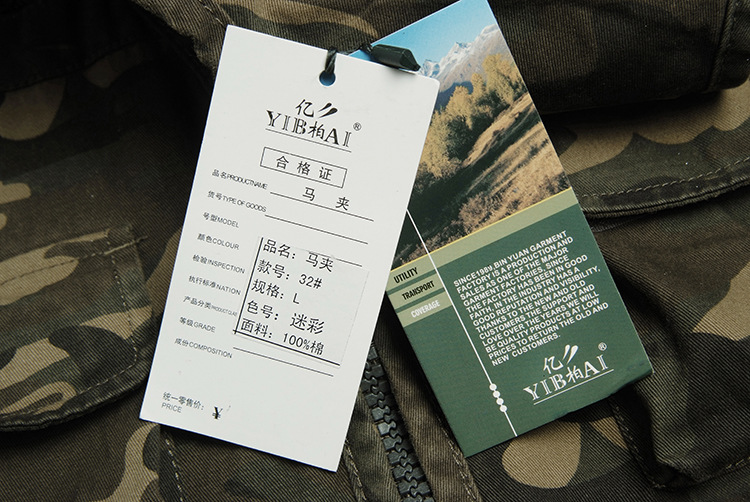 亿
YIB柏AI®
合格证
品名PRODUCTNAME 马 夹
货号TYPE OF GOODS
号型MODEL
颜色COLOUR
检验INSPECTION
执行标准NATION
产品分类PRODUCTCLASS
等级GRADE
成份COMPOSITION
品名：马夹
款号：32#
规格：L
色号：迷彩
面料：100%棉
统一零售价：¥
PRICE
UTILITY
TRANSPORT
COVERAGE
SINCE1989 BIN YUAN GARMENT
FACTORY IS A PRODUCTION AND
SALES AS ONE OF THE MAJOR
GARMENT FACTORIES. SINCE
THE FACTORY HAS BEEN IN GOOD
FAITH, IN THE INDUSTRY HAS A
GOOD REPUTATION AND VISIBILITY,
THANKS TO THE NEW AND OLD
CUSTOMERS THE SUPPORT AND
LOVE OVER THE YEARS,WE WILL
BE QUALITY PRODUCTS AT LOW
PRICES TO RETURN THE OLD AND
NEW CUSTOMERS.
亿
YIB柏AI